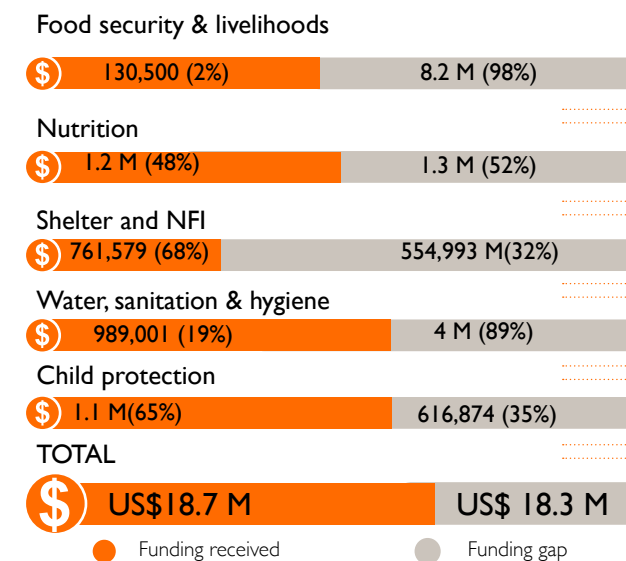 Food security & livelihoods
$ 130,500 (2%) 8.2 M (98%)
Nutrition
$ 1.2 M (48%) 1.3 M (52%)
Shelter and NFI
$ 761,579 (68%) 554,993 M(32%)
Water, sanitation & hygiene
$ 989,001 (19%) 4 M (89%)
Child protection
$ 1.1 M(65%) 616,874 (35%)
TOTAL
$ US$18.7 M US$ 18.3 M
Funding received Funding gap